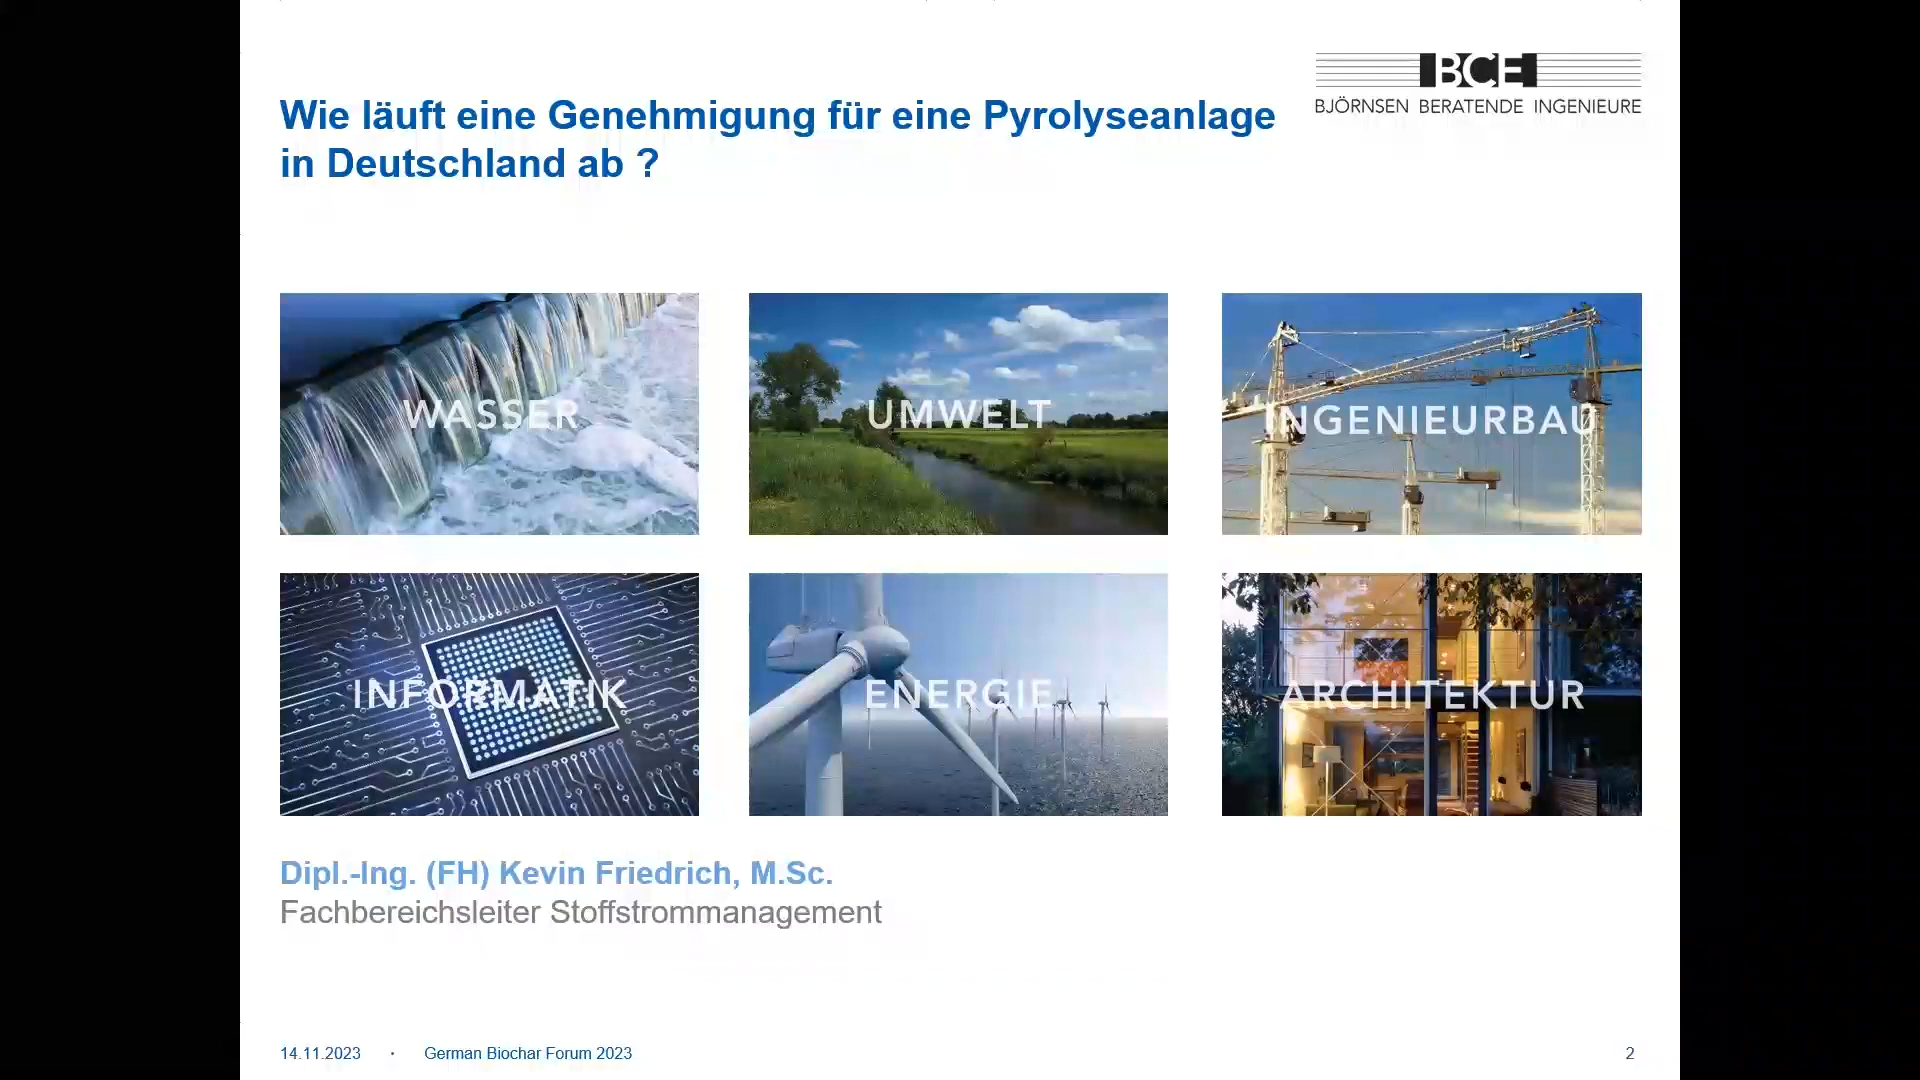 BCE
BJÖRNSEN BERATENDE INGENIEURE
Wie läuft eine Genehmigung für eine Pyrolyseanlage
in Deutschland ab ?
WASSER
UMWELT
INGENIEURBAU
INFORMATIK
ENERGIE
ARCHITEKTUR
Dipl.-Ing. (FH) Kevin Friedrich, M.Sc.
Fachbereichsleiter Stoffstrommanagement
14.11.2023 · German Biochar Forum 2023
2